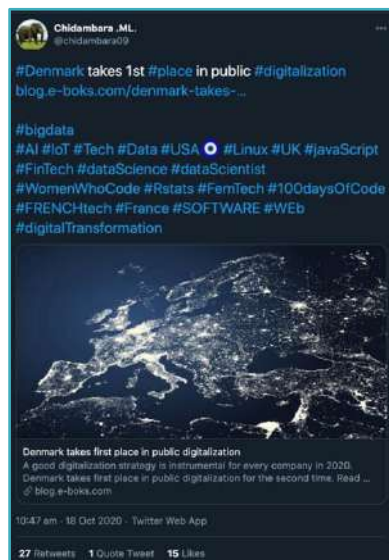 Chidambara .ML.
@chidambara09
#Denmark takes 1st #place in public #digitalization
blog.e-boks.com/denmark-takes-...
#bigdata
#AI #IoT #Tech #Data #USA #Linux #UK #javaScript
#FinTech #dataScience #dataScientist
#WomenWhoCode #Rstats #FemTech #100daysOfCode
#FRENCHtech #France #SOFTWARE #WEb
#digitalTransformation
Denmark takes first place in public digitalization
A good digitalization strategy is instrumental for every company in 2020.
Denmark takes first place in public digitalization for the second time. Read ...
blog.e-boks.com
10:47 am · 18 Oct 2020 · Twitter Web App
27 Retweets 1 Quote Tweet 15 Likes